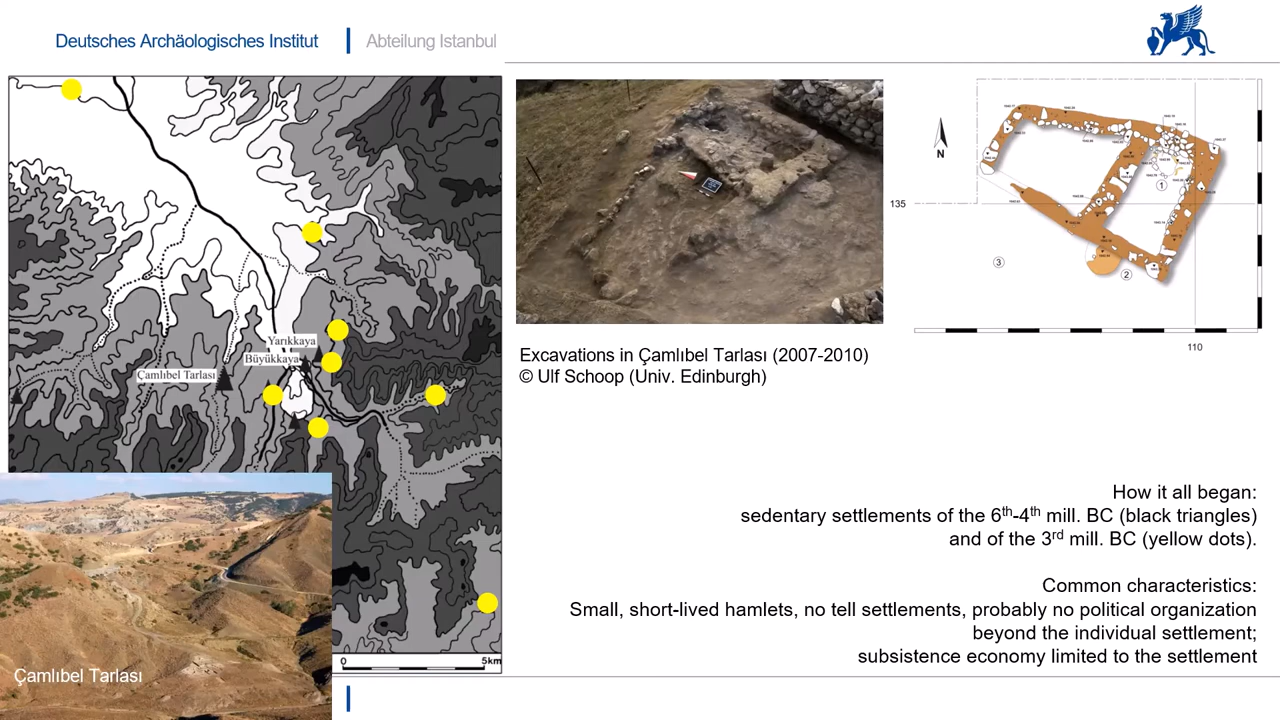 Deutsches Archäologisches Institut
Abteilung Istanbul
Yarıkkaya
Büyükkaya
Çamlıbel Tarlası
0
5km
Çamlıbel Tarlası
N
135
110
1
2
3
Excavations in Çamlıbel Tarlası (2007-2010)
© Ulf Schoop (Univ. Edinburgh)
How it all began:
sedentary settlements of the 6th-4th mill. BC (black triangles)
and of the 3rd mill. BC (yellow dots).
Common characteristics:
Small, short-lived hamlets, no tell settlements, probably no political organization
beyond the individual settlement;
subsistence economy limited to the settlement